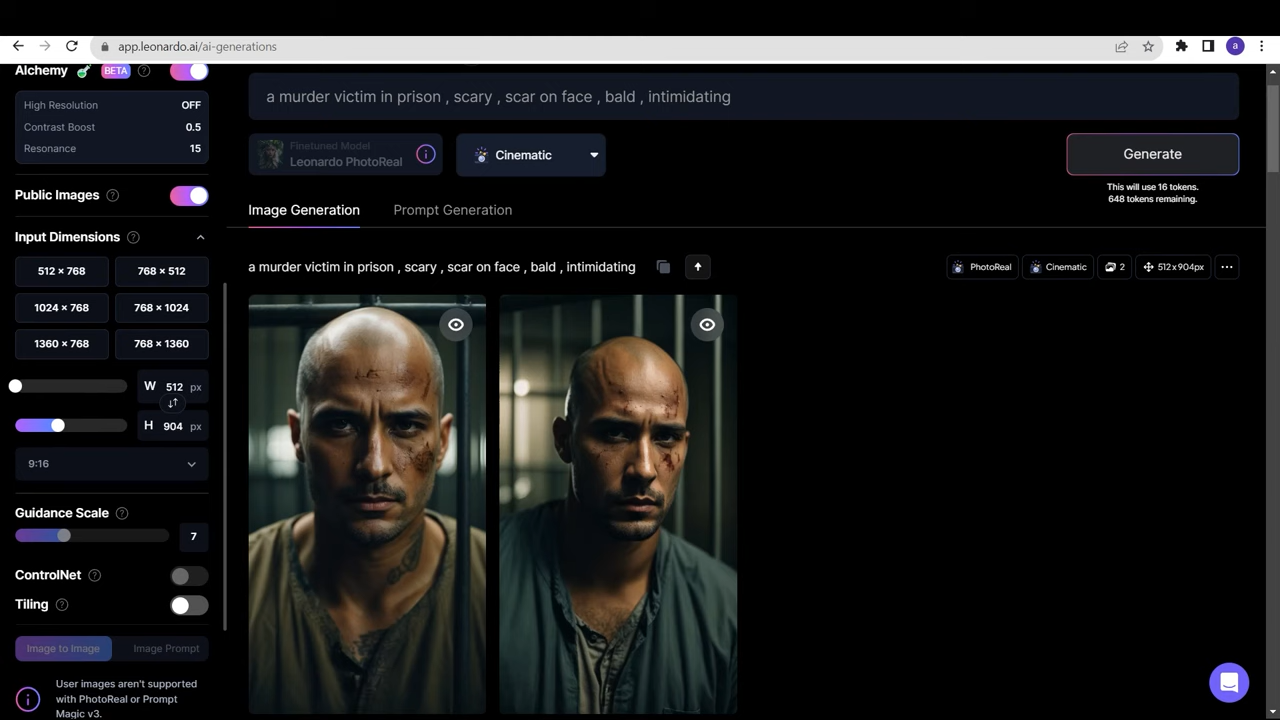 app.leonardo.ai/ai-generations
a
Alchemy BETA ?
High Resolution OFF
Contrast Boost 0.5
Resonance 15
Public Images ?
Input Dimensions ?
512 × 768 768 × 512
1024 × 768 768 × 1024
1360 × 768 768 × 1360
W 512 px
H 904 px
9:16
Guidance Scale ?
7
ControlNet ?
Tiling ?
Image to Image Image Prompt
User images aren't supported
with PhotoReal or Prompt
Magic v3.
a murder victim in prison , scary , scar on face , bald , intimidating
Finetuned Model
Leonardo PhotoReal
Cinematic
Generate
This will use 16 tokens.
648 tokens remaining.
Image Generation Prompt Generation
a murder victim in prison , scary , scar on face , bald , intimidating
PhotoReal Cinematic 2 512x904px